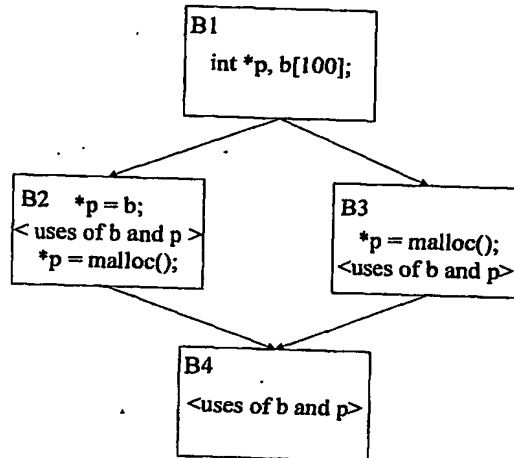 B1
int *p, b[100];
B2 *p = b;
< uses of b and p >
*p = malloc();
B3
*p = malloc();
<uses of b and p>
B4
<uses of b and p>